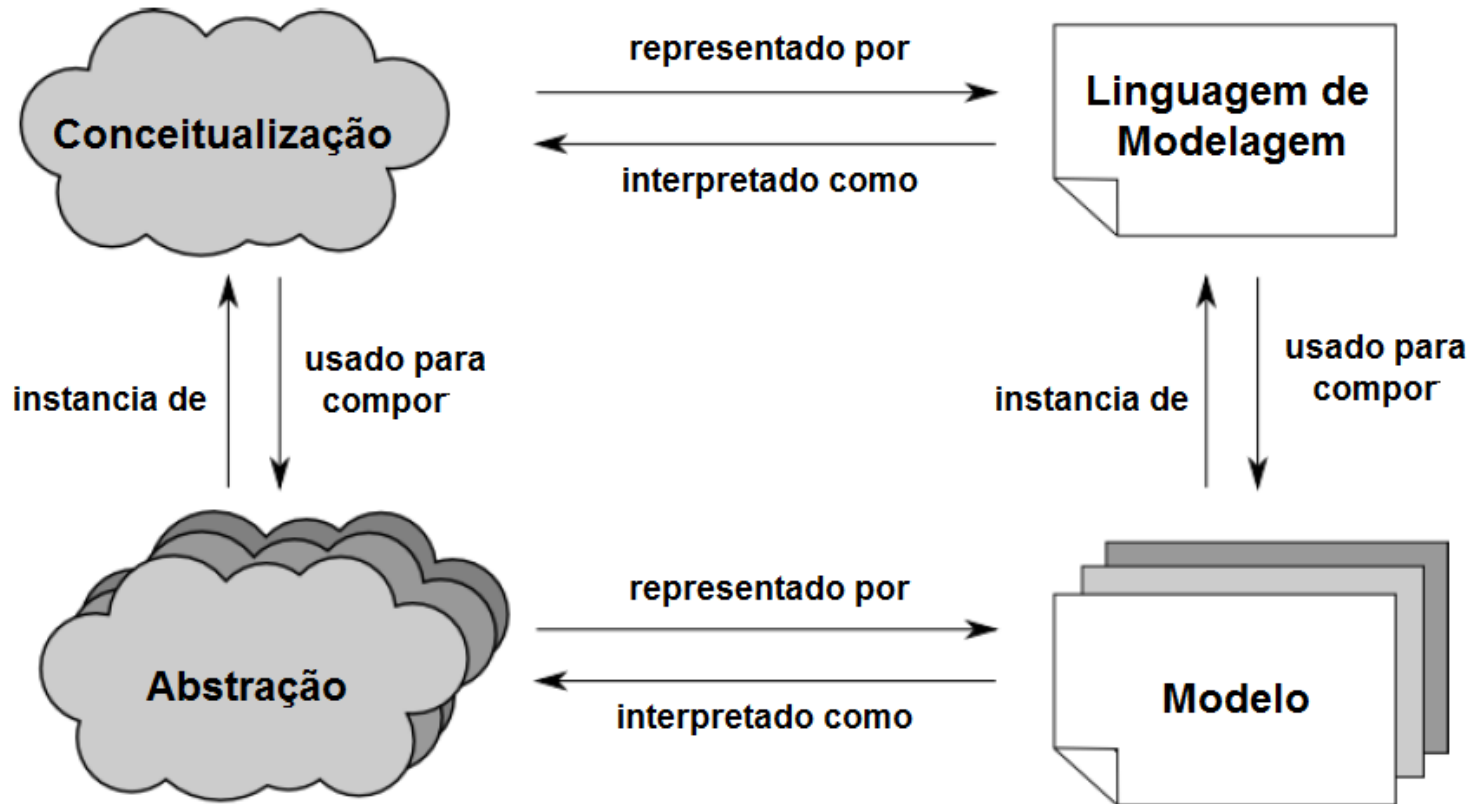 Conceitualização
representado por
interpretado como
Linguagem de
Modelagem
instancia de
usado para
compor
instancia de
usado para
compor
Abstração
representado por
interpretado como
Modelo